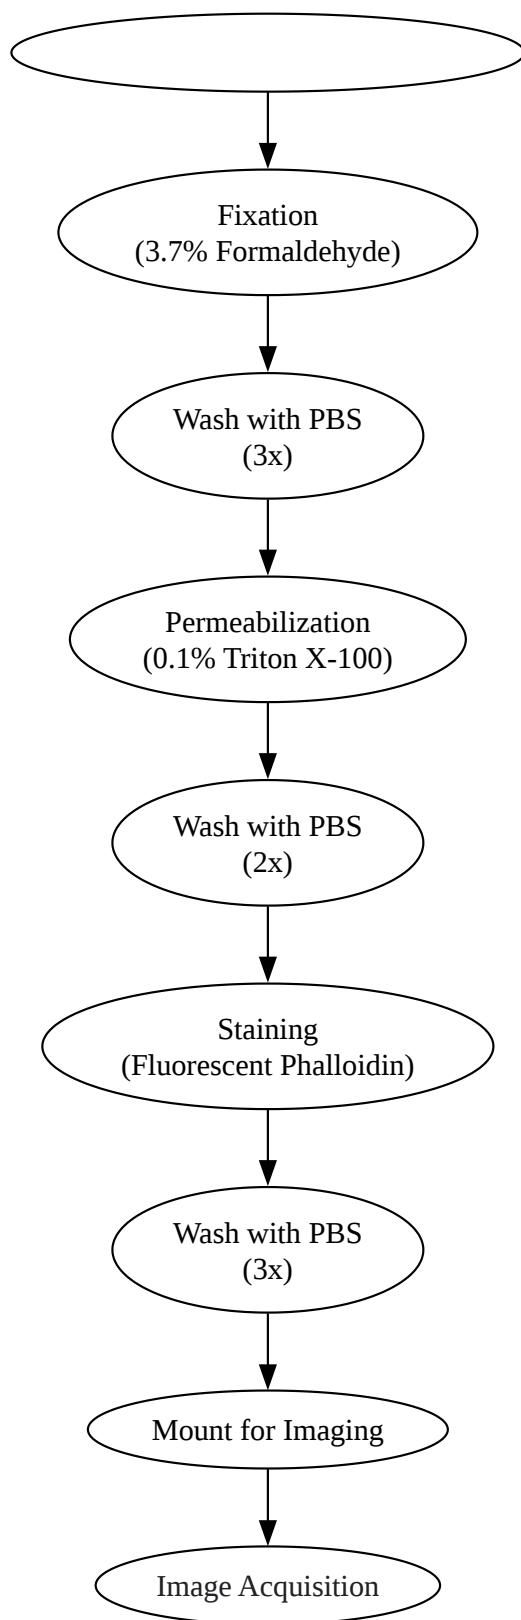 Fixation
(3.7% Formaldehyde)
Wash with PBS
(3x)
Permeabilization
(0.1% Triton X-100)
Wash with PBS
(2x)
Staining
(Fluorescent Phalloidin)
Wash with PBS
(3x)
Mount for Imaging
Image Acquisition